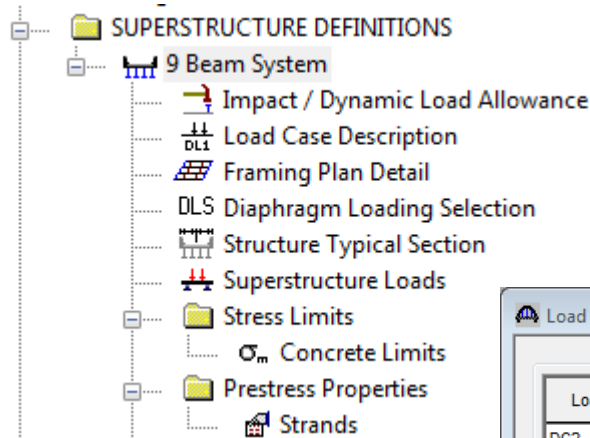 SUPERSTRUCTURE DEFINITIONS
9 Beam System
Impact / Dynamic Load Allowance
DL1 Load Case Description
Framing Plan Detail
DLS Diaphragm Loading Selection
Structure Typical Section
Superstructure Loads
Stress Limits
Load
σm Concrete Limits
Prestress Properties
Lo
Strands